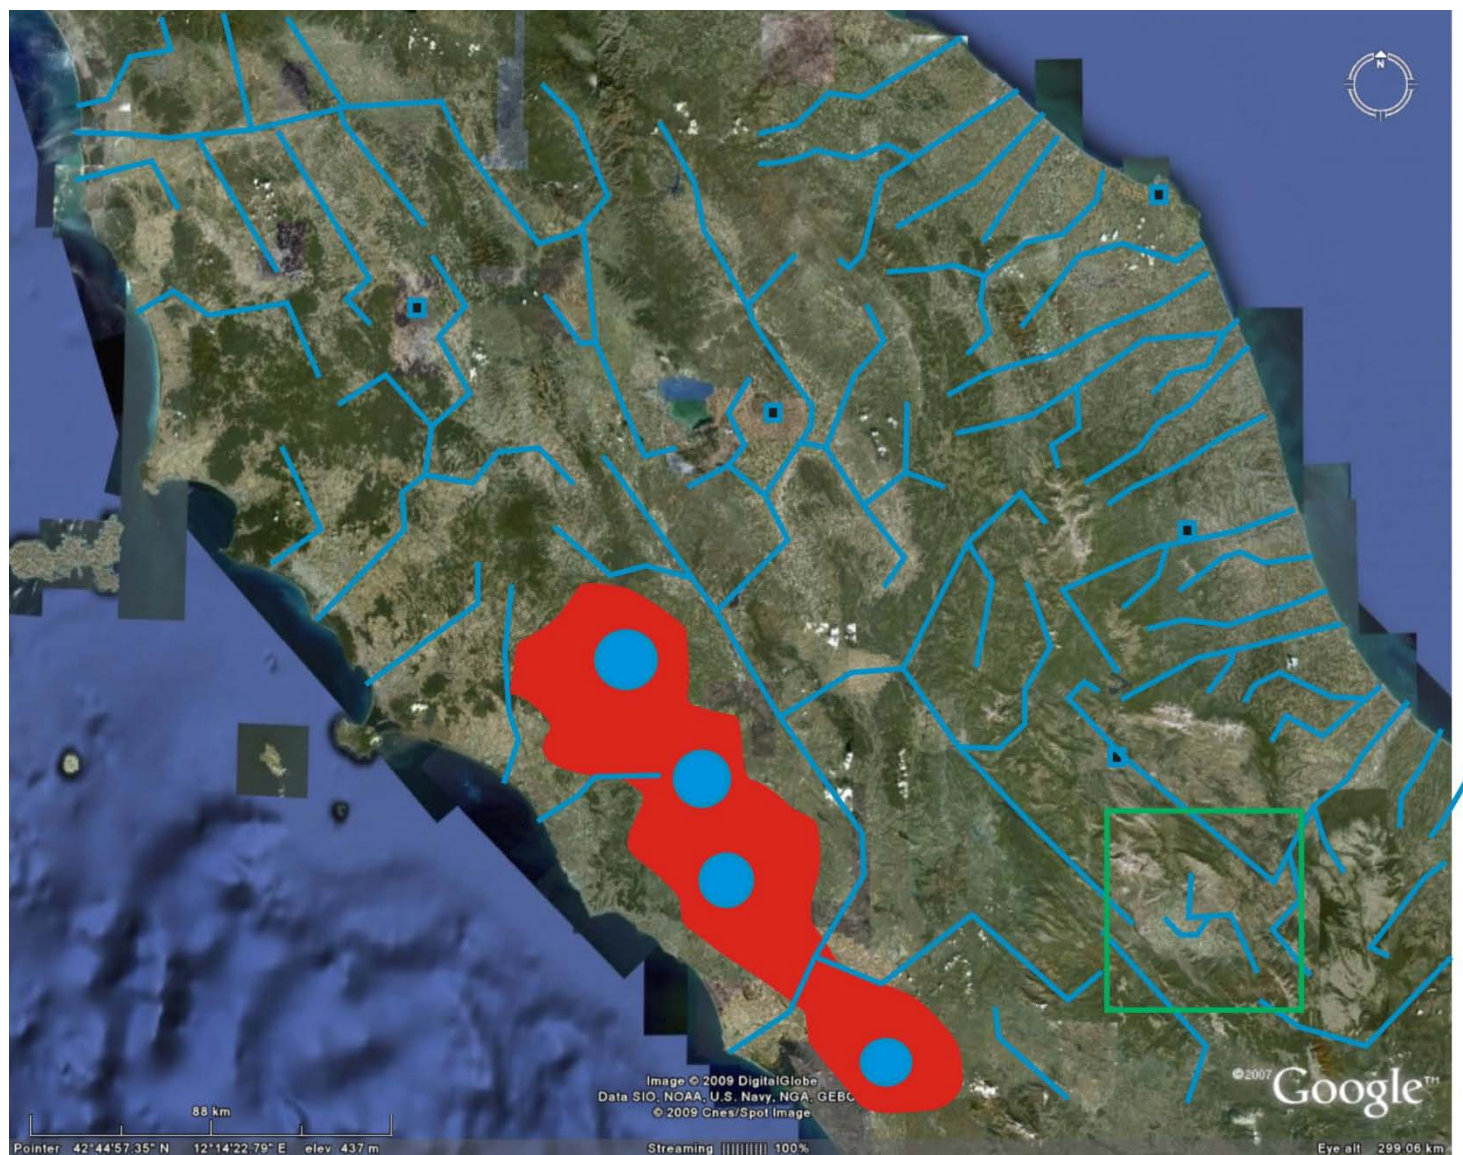 N
Image © 2009 DigitalGlobe
Data SIO, NOAA, U.S. Navy, NGA, GEBC
© 2009 Cnes/Spot Image
©2007 Google™
88 km
Pointer 42°44'57.35" N 12°14'22.79" E elev 437 m
Streaming |||||||||| 100%
Eye alt 299.06 km